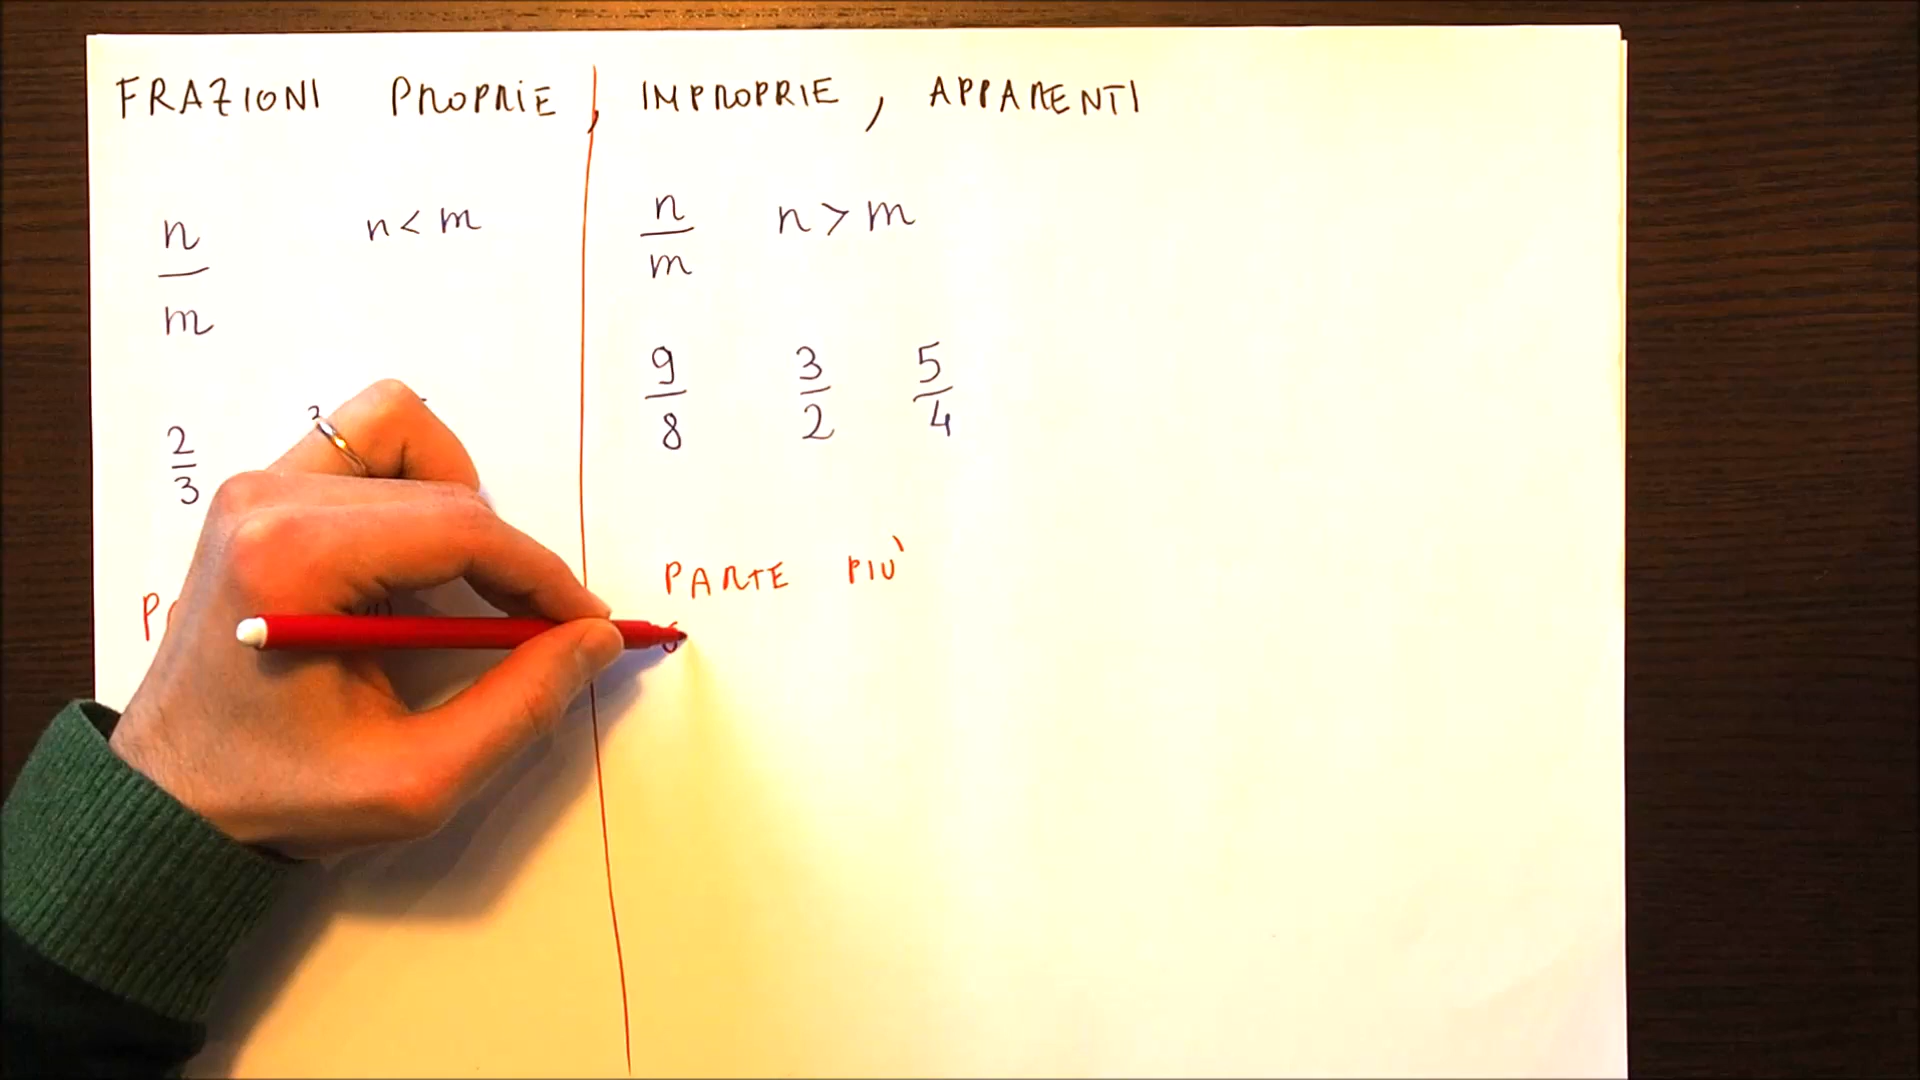 FRAZIONI PROPRIE, IMPROPRIE, APPARENTI
n/m n < m
2/3
n/m n > m
9/8 3/2 5/4
PARTE PIÙ